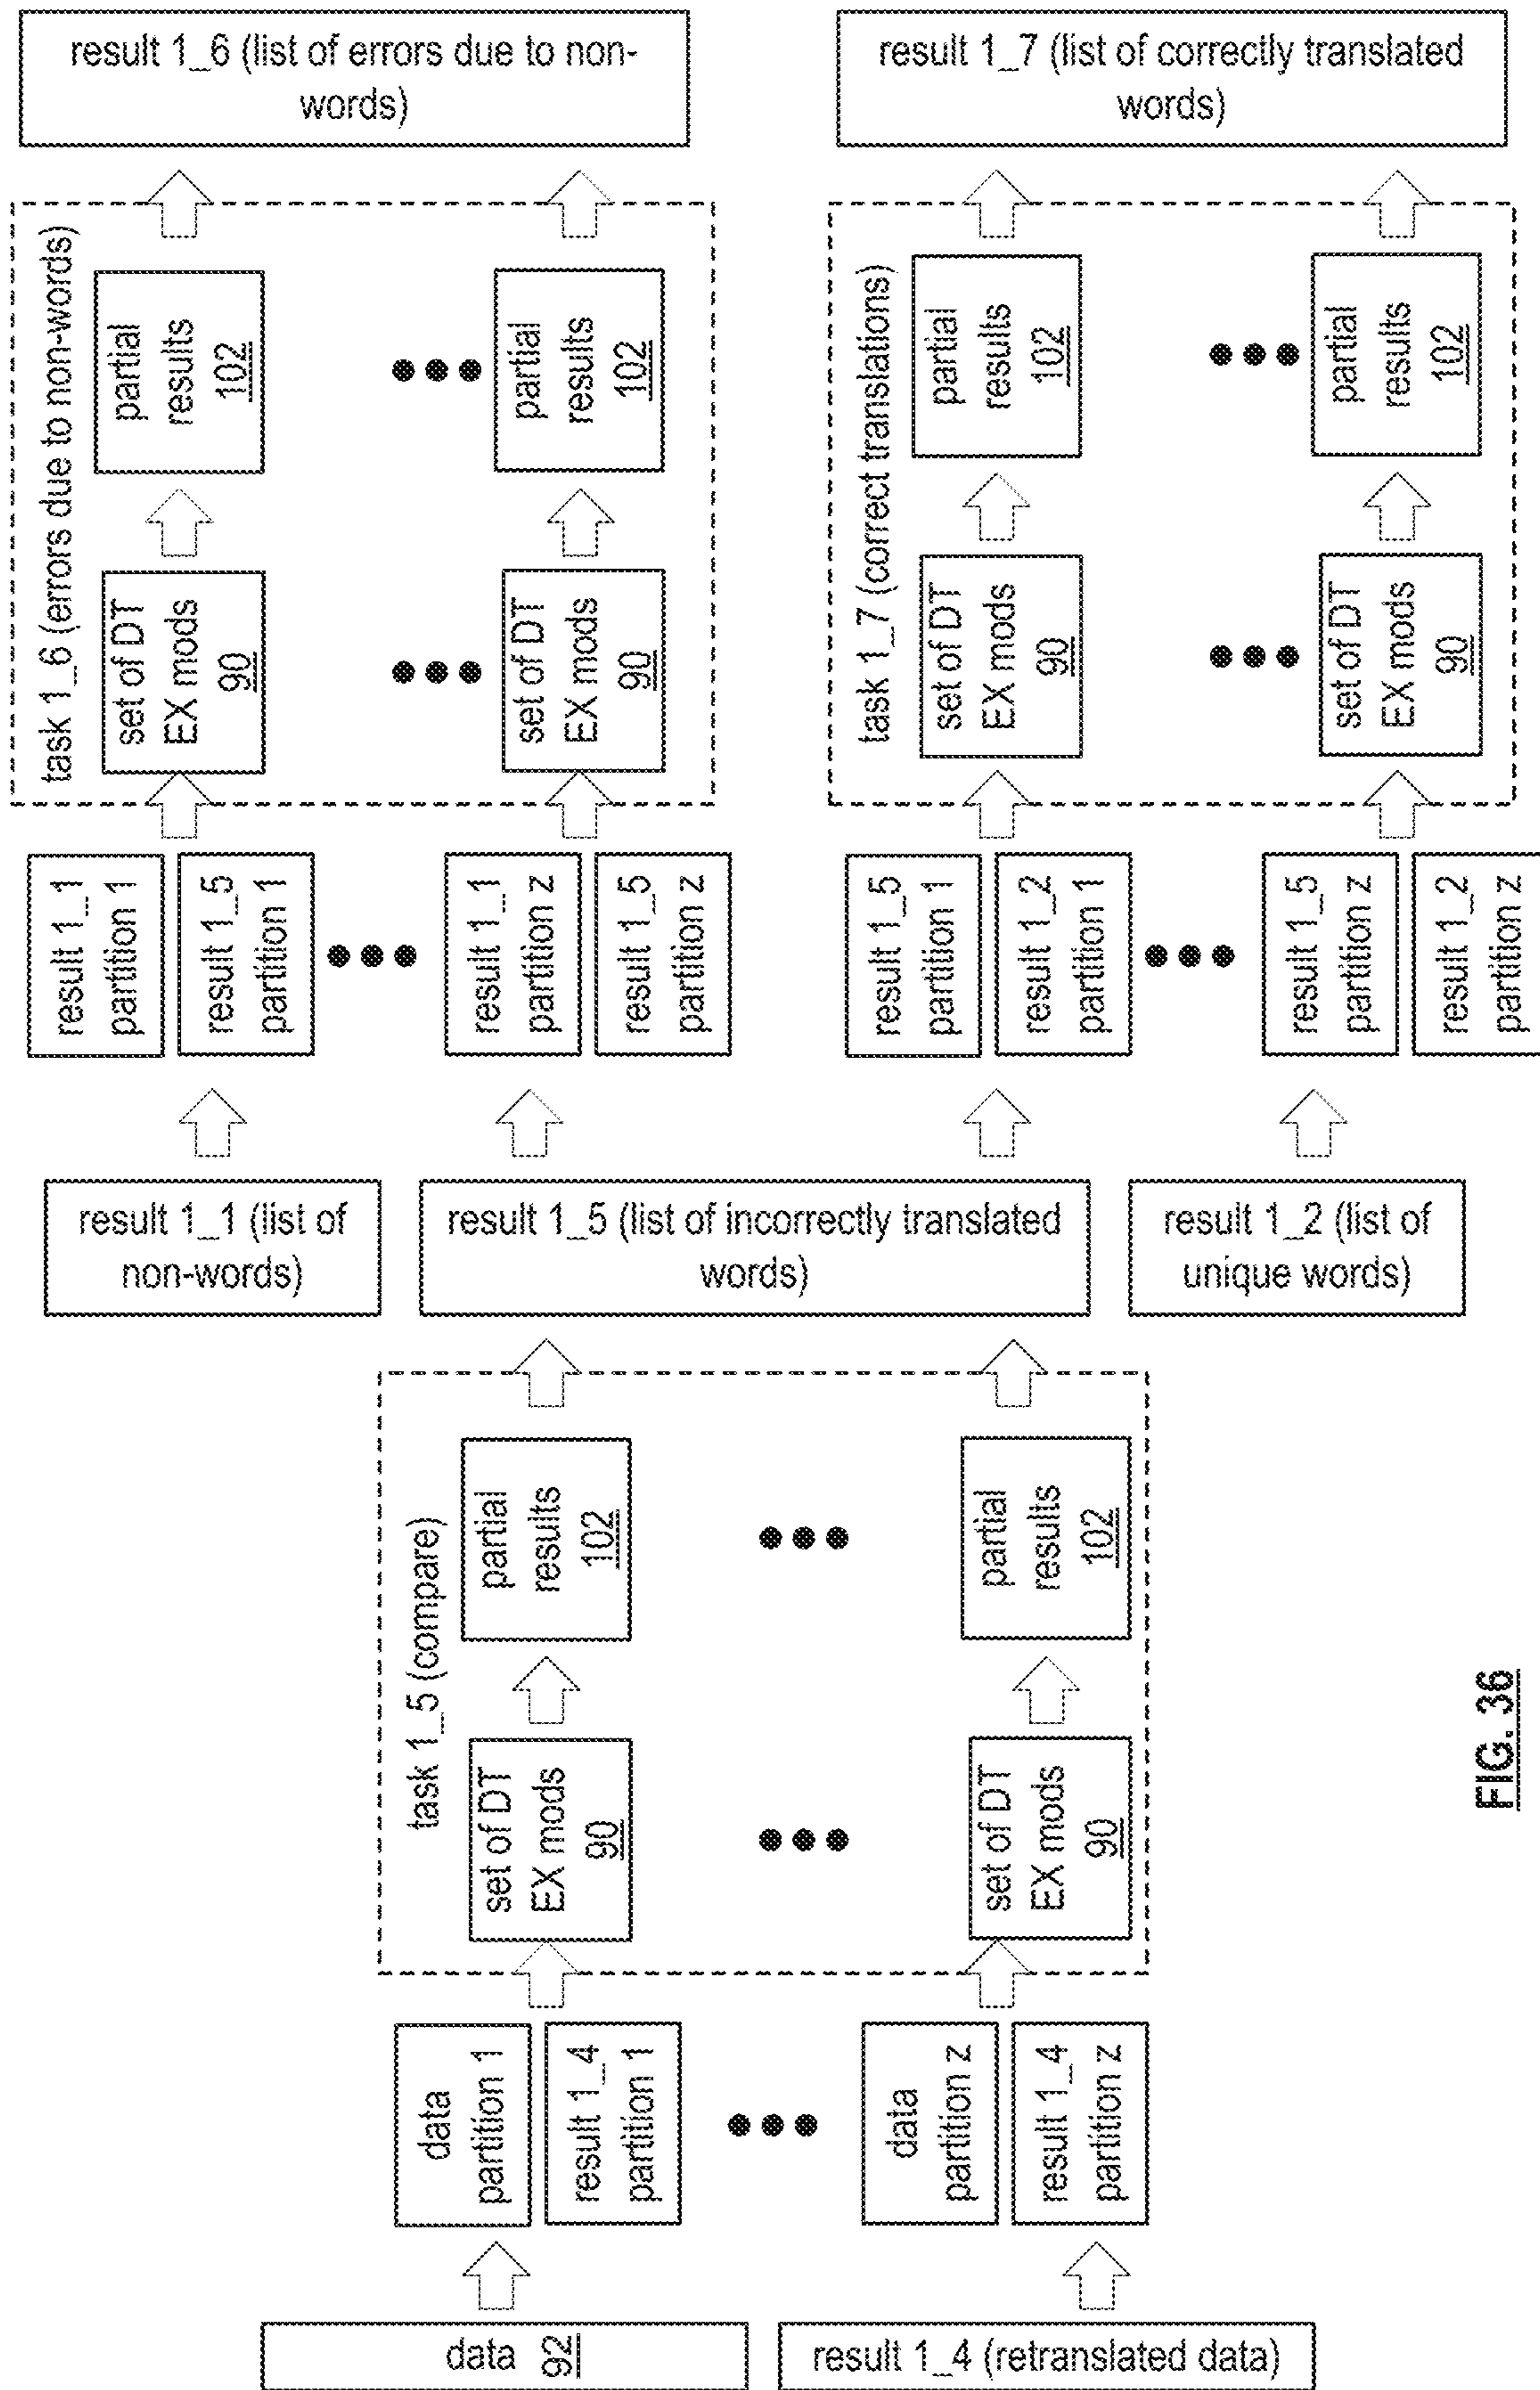 data 92
result 1_4 (retranslated data)
data
partition 1
result 1_4
partition 1
data
partition z
result 1_4
partition z
task 1_5 (compare)
set of DT
EX mods
90
partial
results
102
set of DT
EX mods
90
partial
results
102
result 1_1 (list of
non-words)
result 1_5 (list of incorrectly translated
words)
result 1_2 (list of
unique words)
result 1_1
partition 1
result 1_5
partition 1
result 1_1
partition z
result 1_5
partition z
task 1_6 (errors due to non-words)
set of DT
EX mods
90
partial
results
102
set of DT
EX mods
90
partial
results
102
result 1_6 (list of errors due to non-
words)
result 1_5
partition 1
result 1_2
partition 1
result 1_5
partition z
result 1_2
partition z
task 1_7 (correct translations)
set of DT
EX mods
90
partial
results
102
set of DT
EX mods
90
partial
results
102
result 1_7 (list of correctily translated
words)
FIG. 36